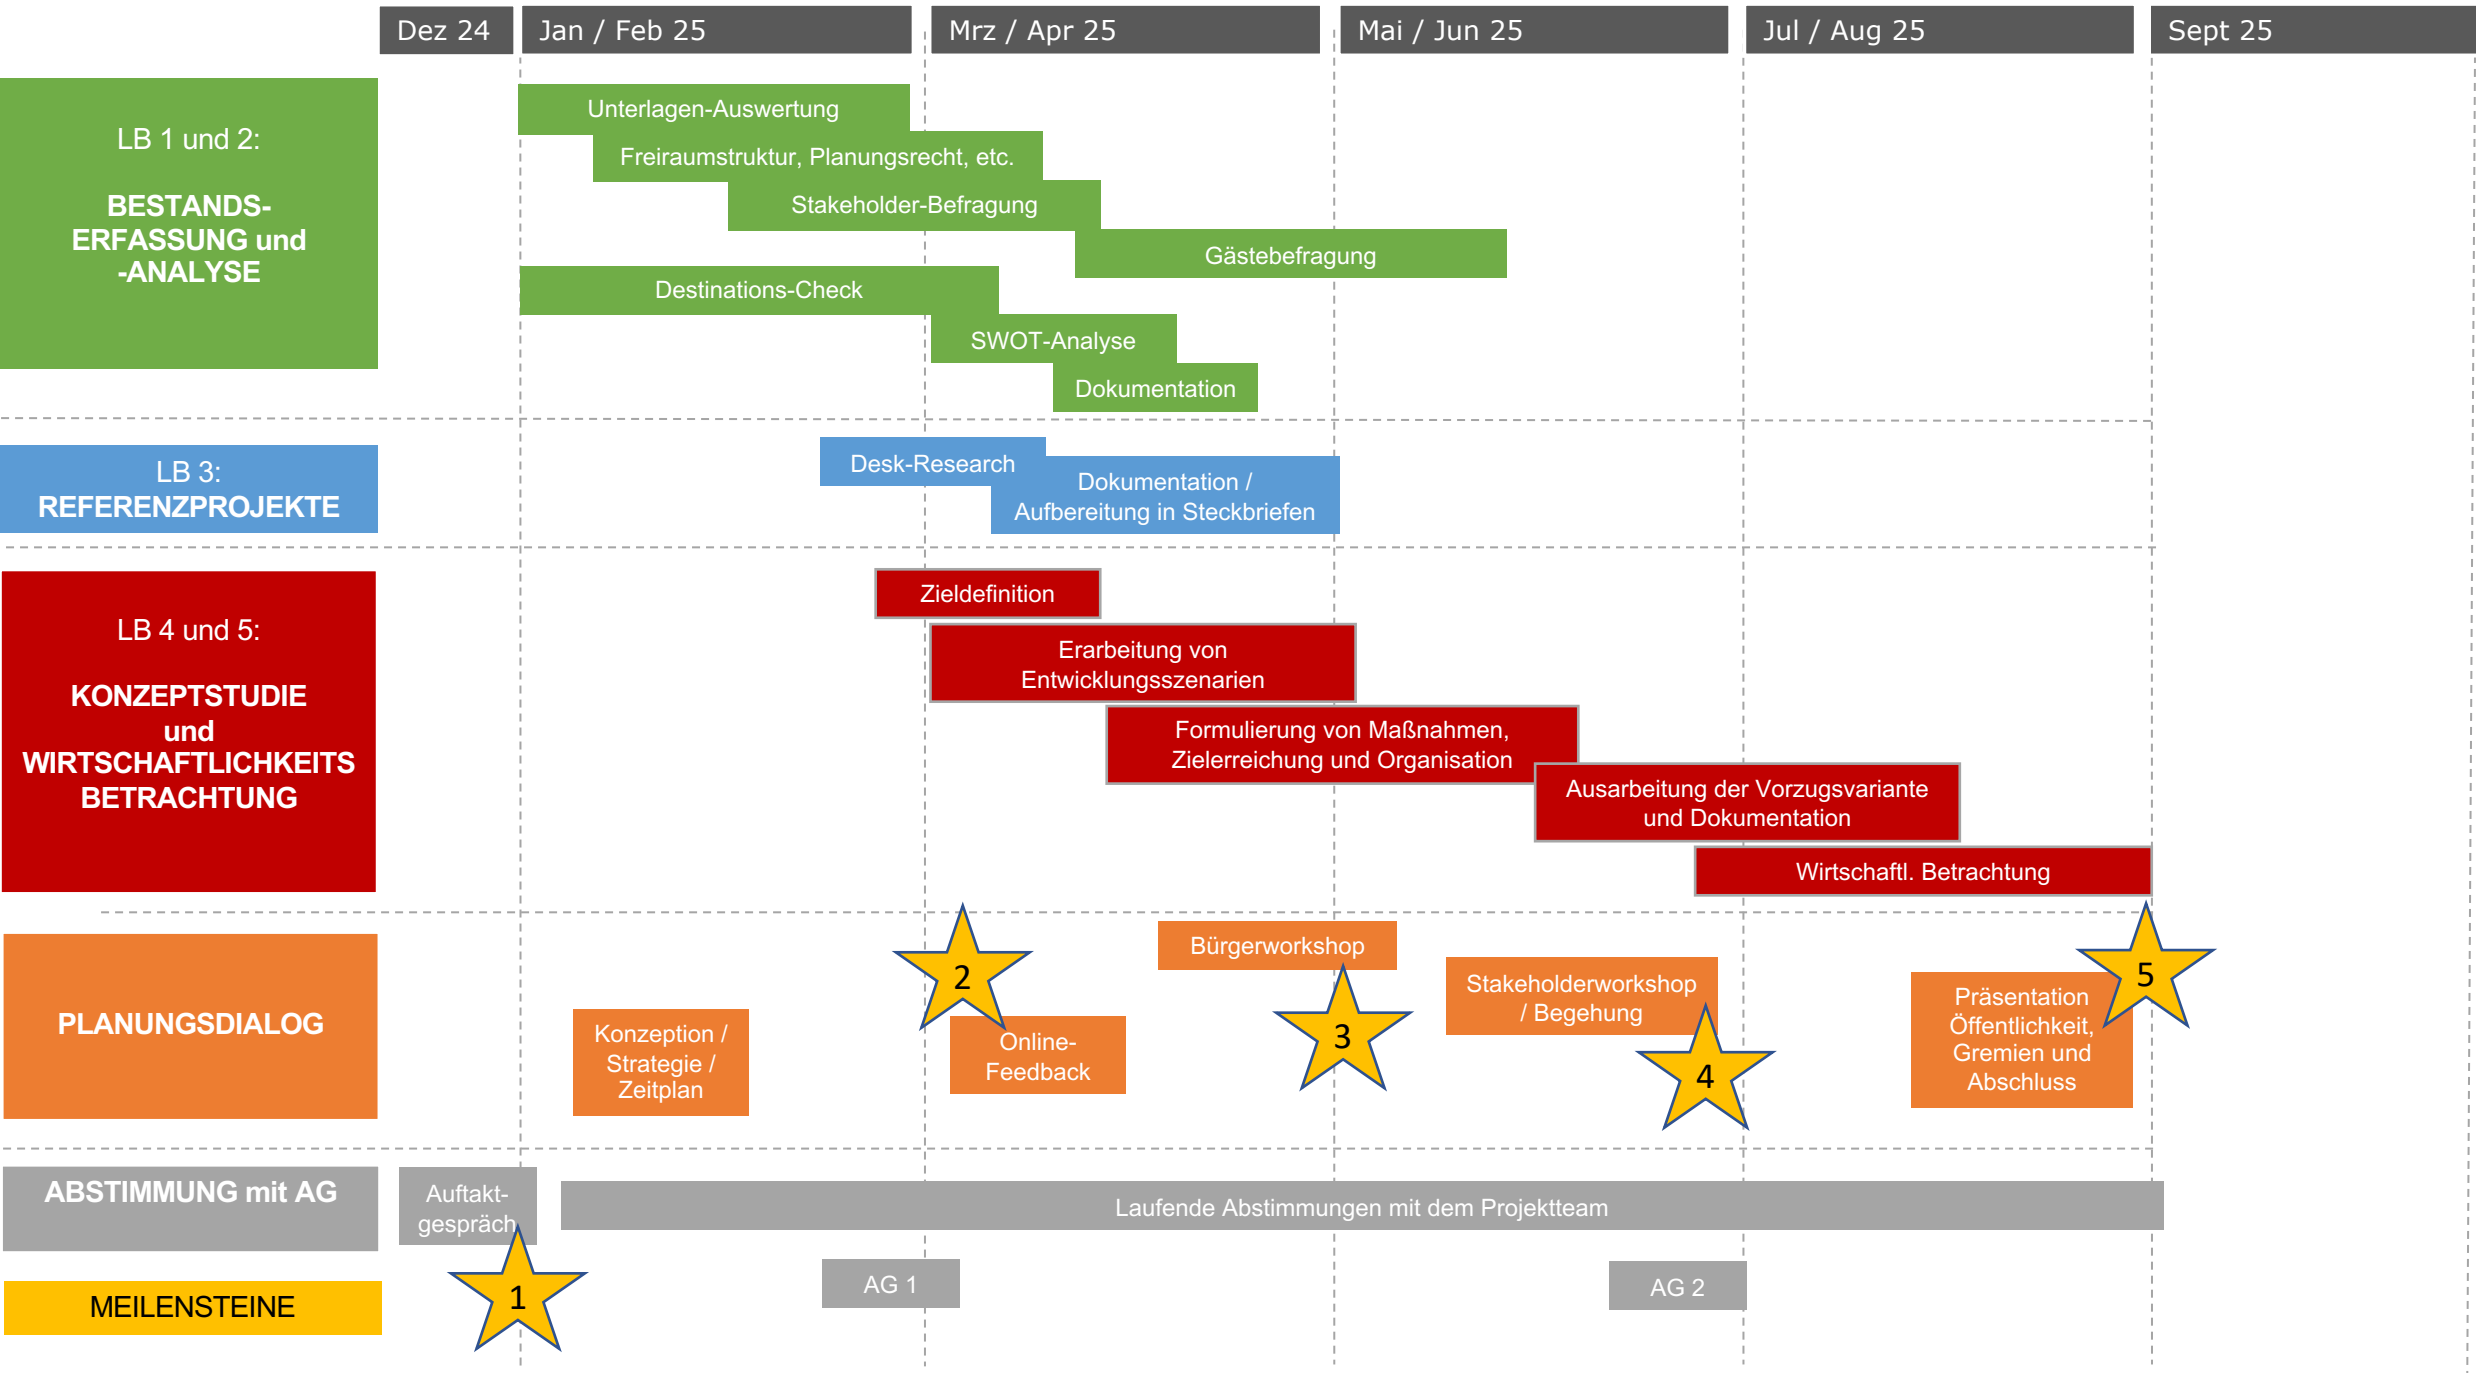 Dez 24
Jan / Feb 25
Mrz / Apr 25
Mai / Jun 25
Jul / Aug 25
Sept 25
LB 1 und 2:
BESTANDS-
ERFASSUNG und
-ANALYSE
Unterlagen-Auswertung
Freiraumstruktur, Planungsrecht, etc.
Stakeholder-Befragung
Gästebefragung
Destinations-Check
SWOT-Analyse
Dokumentation
LB 3:
REFERENZPROJEKTE
Desk-Research
Dokumentation /
Aufbereitung in Steckbriefen
LB 4 und 5:
KONZEPTSTUDIE
und
WIRTSCHAFTLICHKEITS
BETRACHTUNG
Zieldefinition
Erarbeitung von
Entwicklungsszenarien
Formulierung von Maßnahmen,
Zielerreichung und Organisation
Ausarbeitung der Vorzugsvariante
und Dokumentation
Wirtschaftl. Betrachtung
PLANUNGSDIALOG
Konzeption /
Strategie /
Zeitplan
2
Online-
Feedback
Bürgerworkshop
3
Stakeholderworkshop
/ Begehung
4
Präsentation
Öffentlichkeit,
Gremien und
Abschluss
5
ABSTIMMUNG mit AG
Auftakt-
gespräch
Laufende Abstimmungen mit dem Projektteam
MEILENSTEINE
1
AG 1
AG 2